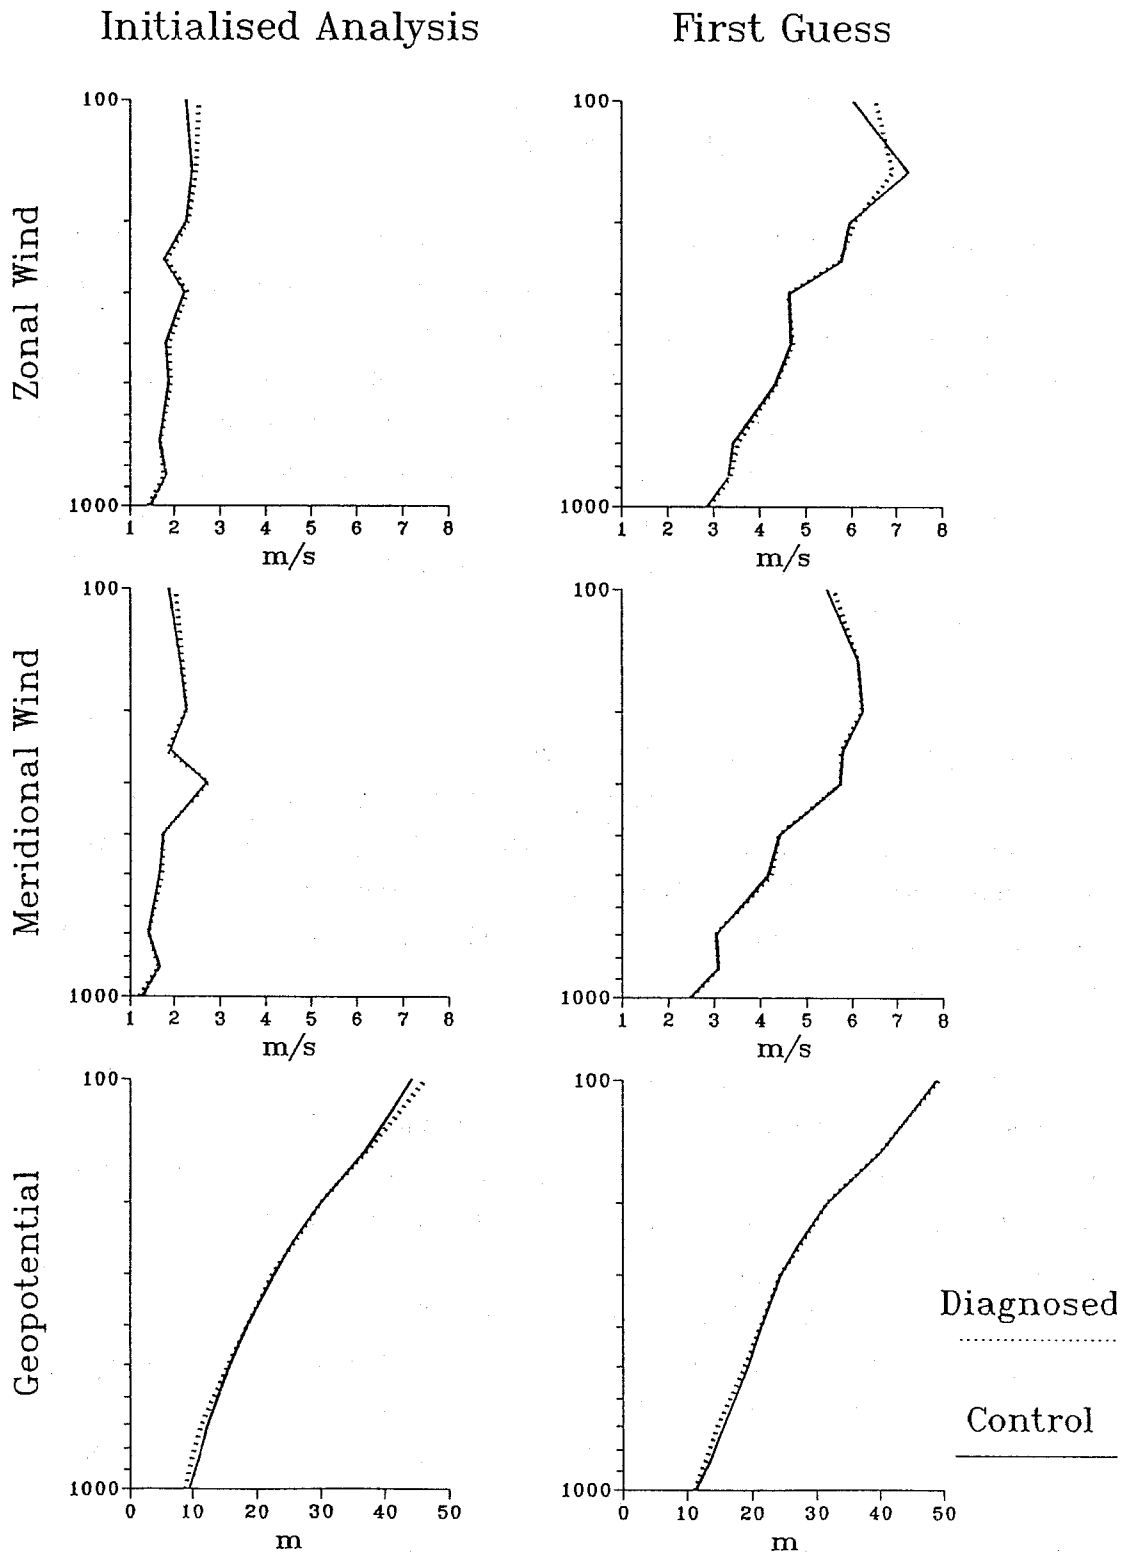 Initialised Analysis
First Guess
Zonal Wind
100
1000
1 2 3 4 5 6 7 8
m/s
100
1000
1 2 3 4 5 6 7 8
m/s
Meridional Wind
100
1000
1 2 3 4 5 6 7 8
m/s
100
1000
1 2 3 4 5 6 7 8
m/s
Geopotential
100
1000
0 10 20 30 40 50
m
100
1000
0 10 20 30 40 50
m
Diagnosed
Control